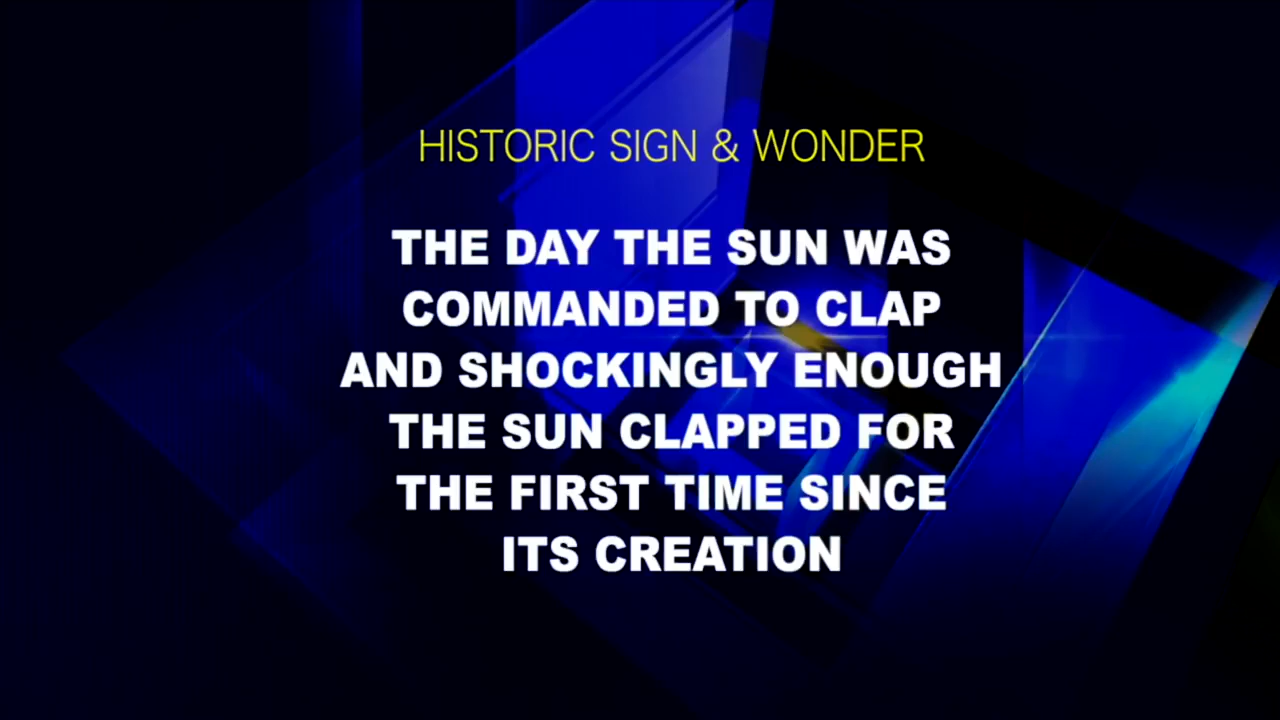 HISTORIC SIGN & WONDER
THE DAY THE SUN WAS
COMMANDED TO CLAP
AND SHOCKINGLY ENOUGH
THE SUN CLAPPED FOR
THE FIRST TIME SINCE
ITS CREATION